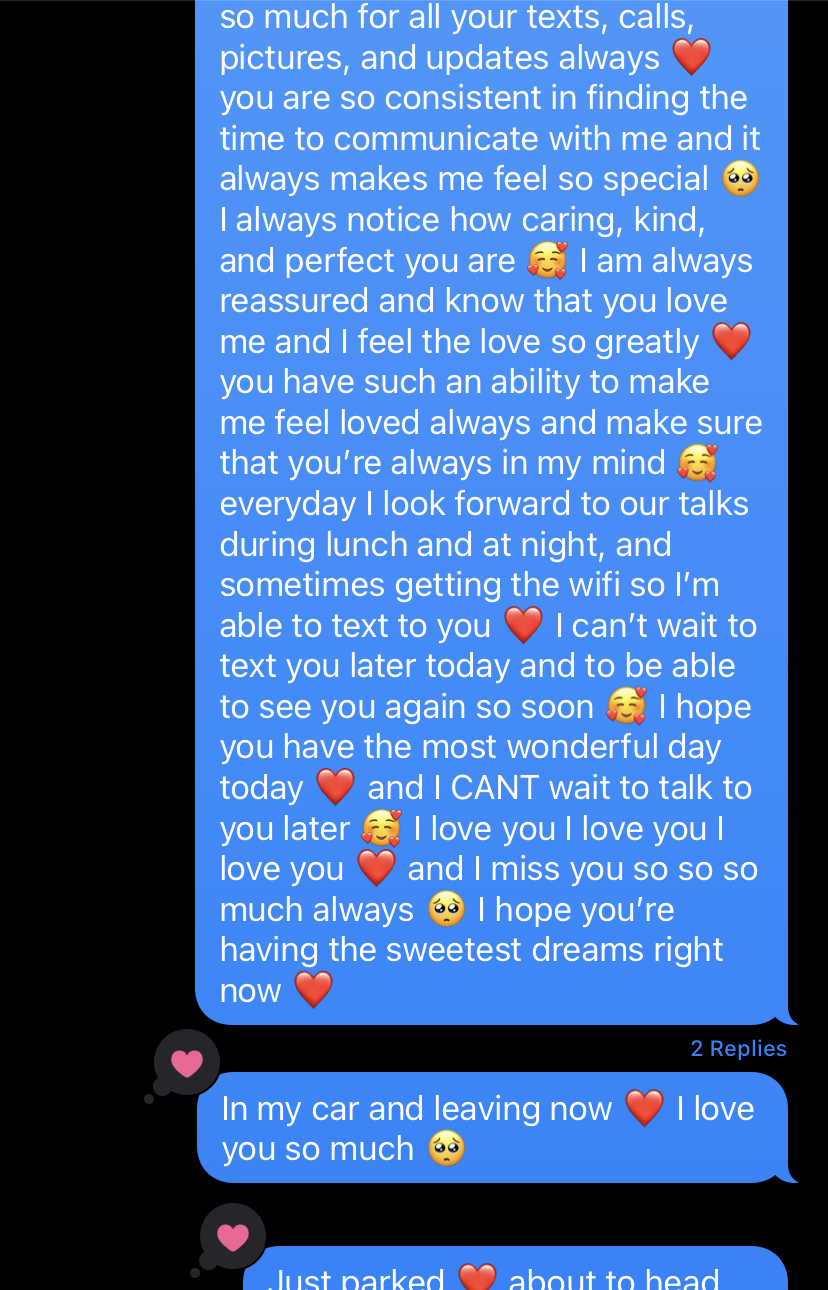 so much for all your texts, calls,
pictures, and updates always ❤️
you are so consistent in finding the
time to communicate with me and it
always makes me feel so special 🥺
I always notice how caring, kind,
and perfect you are 🥰 I am always
reassured and know that you love
me and I feel the love so greatly ❤️
you have such an ability to make
me feel loved always and make sure
that you’re always in my mind 🥰
everyday I look forward to our talks
during lunch and at night, and
sometimes getting the wifi so I’m
able to text to you ❤️ I can’t wait to
text you later today and to be able
to see you again so soon 🥰 I hope
you have the most wonderful day
today ❤️ and I CANT wait to talk to
you later 🥰 I love you I love you I
love you ❤️ and I miss you so so so
much always 🥺 I hope you’re
having the sweetest dreams right
now ❤️
2 Replies
In my car and leaving now ❤️ I love
you so much 🥺
Just parked ❤️ about to head